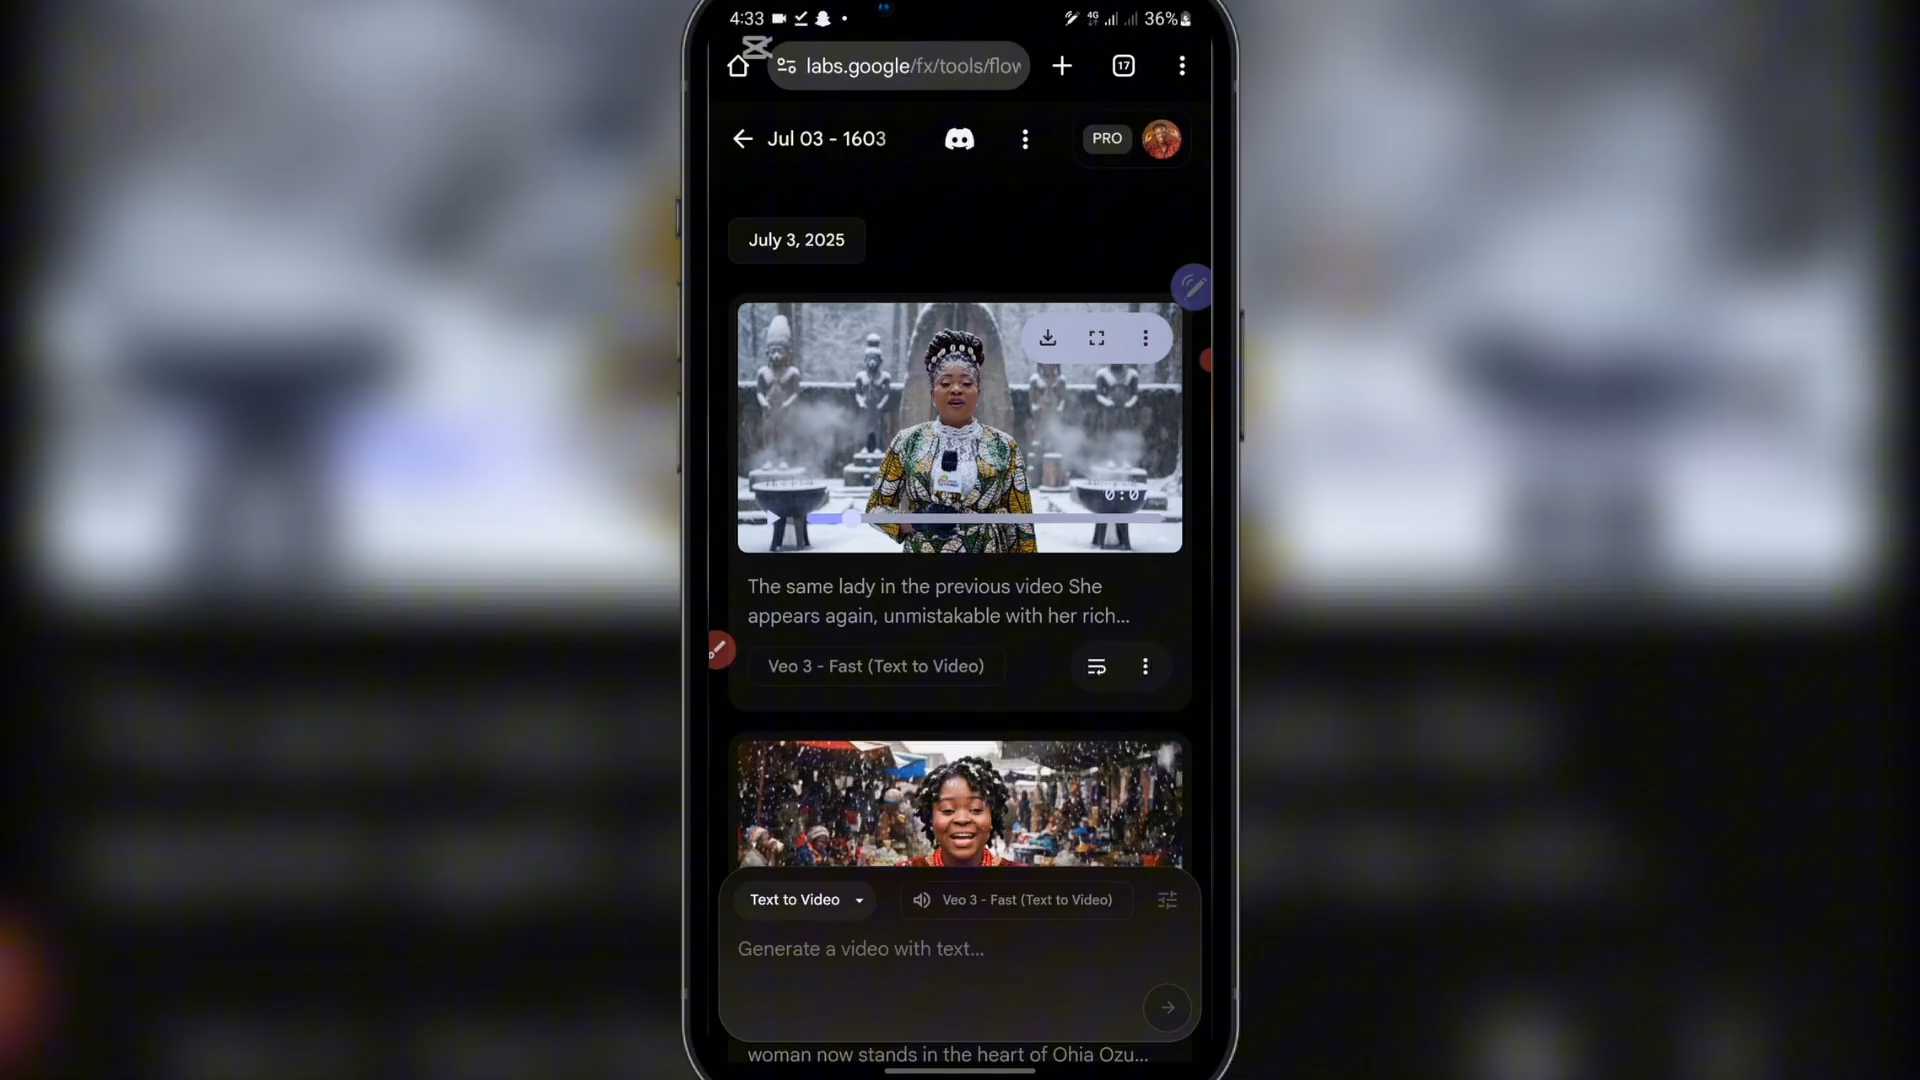 4:33
4G
36%
labs.google/fx/tools/flow
17
Jul 03 - 1603
PRO
July 3, 2025
0:07
The same lady in the previous video She
appears again, unmistakable with her rich...
Veo 3 - Fast (Text to Video)
Text to Video
Veo 3 - Fast (Text to Video)
Generate a video with text...
woman now stands in the heart of Ohia Ozu...